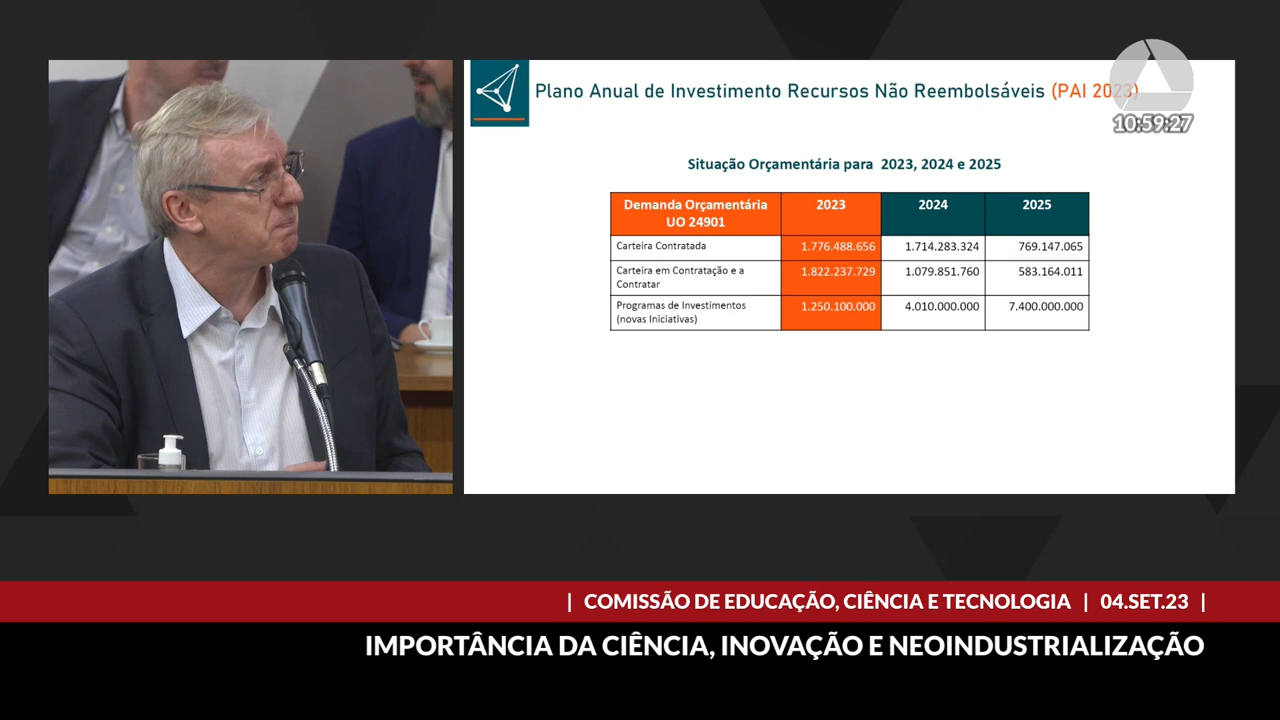 Plano Anual de Investimento Recursos Não Reembolsáveis (PAI 2023)
10:59:27
Situação Orçamentária para 2023, 2024 e 2025
Demanda Orçamentária UO 24901 2023 2024 2025
Carteira Contratada 1.776.488.656 1.714.283.324 769.147.065
Carteira em Contratação e a Contratar 1.822.237.729 1.079.851.760 583.164.011
Programas de Investimentos (novas Iniciativas) 1.250.100.000 4.010.000.000 7.400.000.000
| COMISSÃO DE EDUCAÇÃO, CIÊNCIA E TECNOLOGIA | 04.SET.23 |
IMPORTÂNCIA DA CIÊNCIA, INOVAÇÃO E NEOINDUSTRIALIZAÇÃO